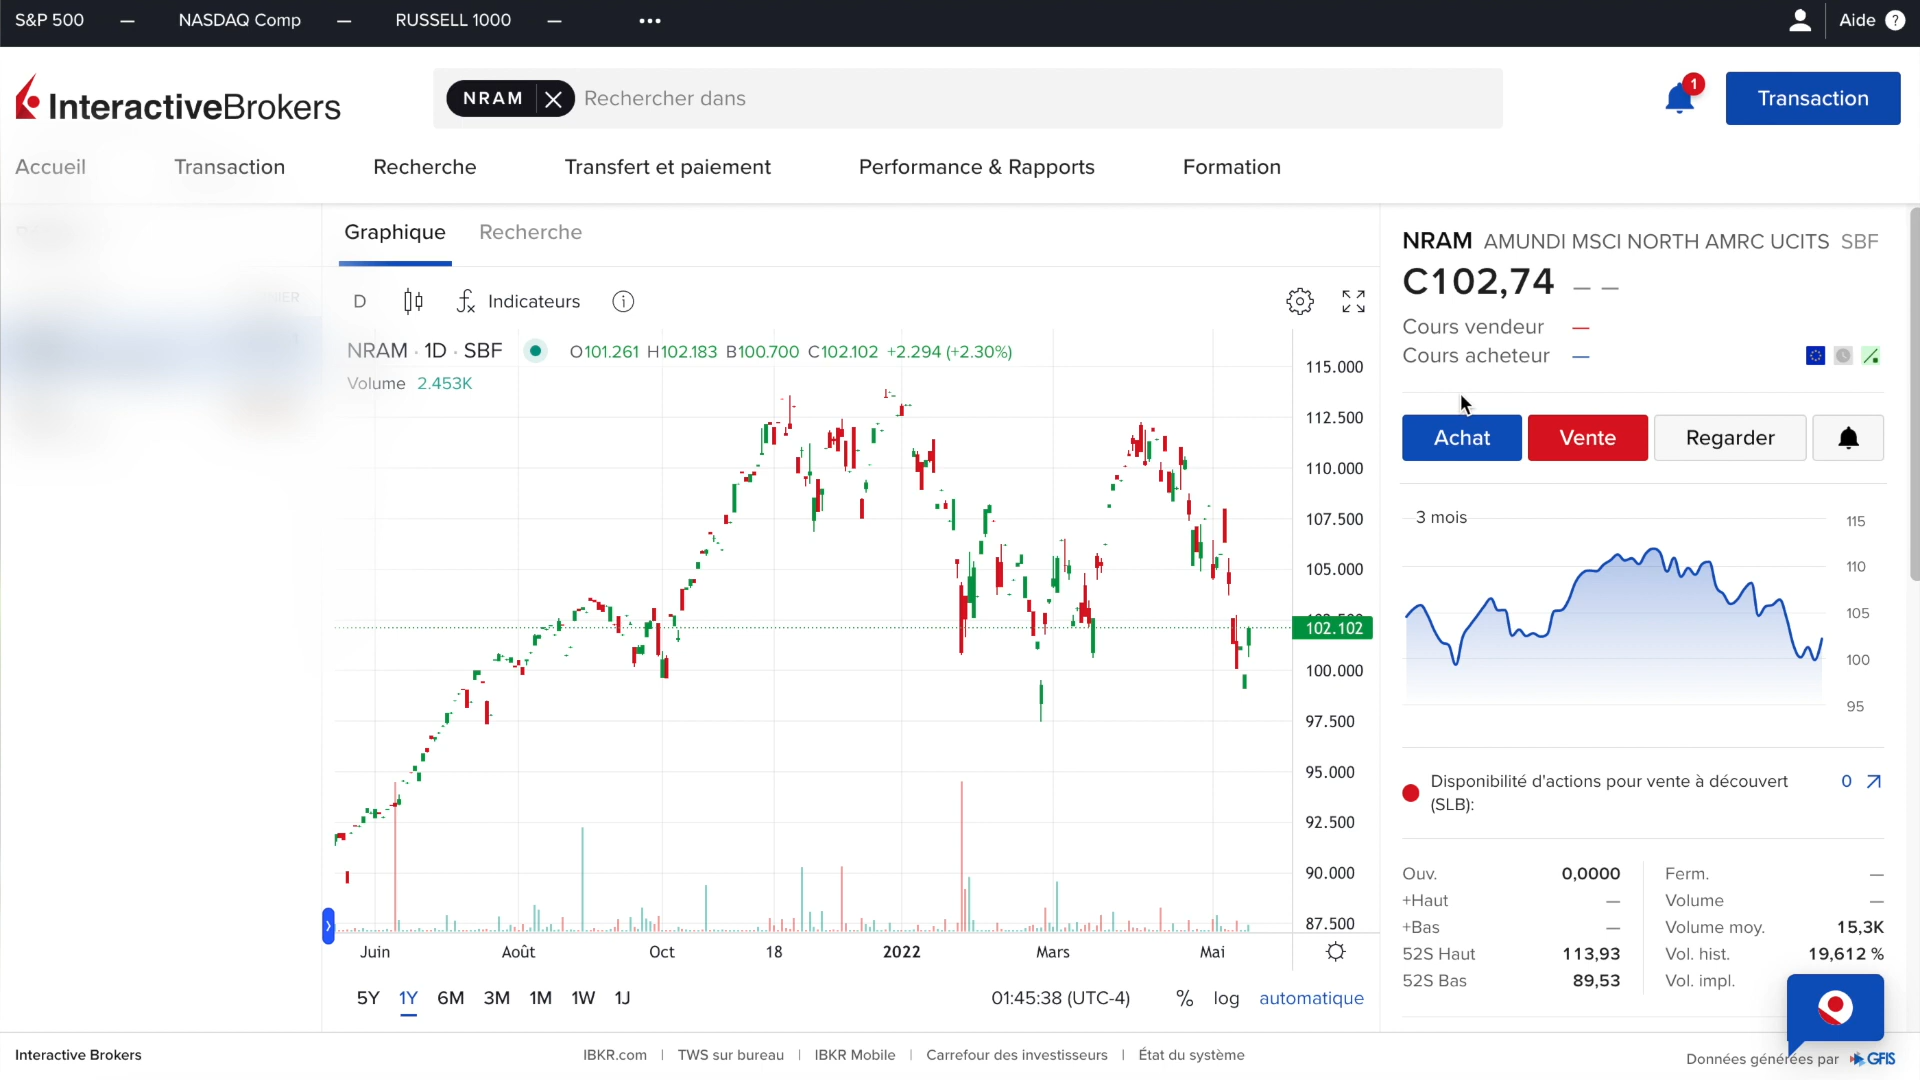 S&P 500 — NASDAQ Comp — RUSSELL 1000 — •••
Aide ?
InteractiveBrokers
NRAM Rechercher dans
1
Transaction
Accueil Transaction Recherche Transfert et paiement Performance & Rapports Formation
Graphique Recherche
D Indicateurs
NRAM · 1D · SBF O101.261 H102.183 B100.700 C102.102 +2.294 (+2.30%)
Volume 2.453K
115.000
112.500
110.000
107.500
105.000
102.102
100.000
97.500
95.000
92.500
90.000
87.500
Juin Août Oct 18 2022 Mars Mai
5Y 1Y 6M 3M 1M 1W 1J 01:45:38 (UTC-4) % log automatique
NRAM AMUNDI MSCI NORTH AMRC UCITS SBF
C102,74 — —
Cours vendeur —
Cours acheteur —
Achat Vente Regarder
3 mois
115
110
105
100
95
Disponibilité d'actions pour vente à découvert
(SLB):
0
Ouv. 0,0000 Ferm. —
+Haut — Volume —
+Bas — Volume moy. 15,3K
52S Haut 113,93 Vol. hist. 19,612 %
52S Bas 89,53 Vol. impl.
Interactive Brokers
IBKR.com | TWS sur bureau | IBKR Mobile | Carrefour des investisseurs | État du système
Données générées par GFIS